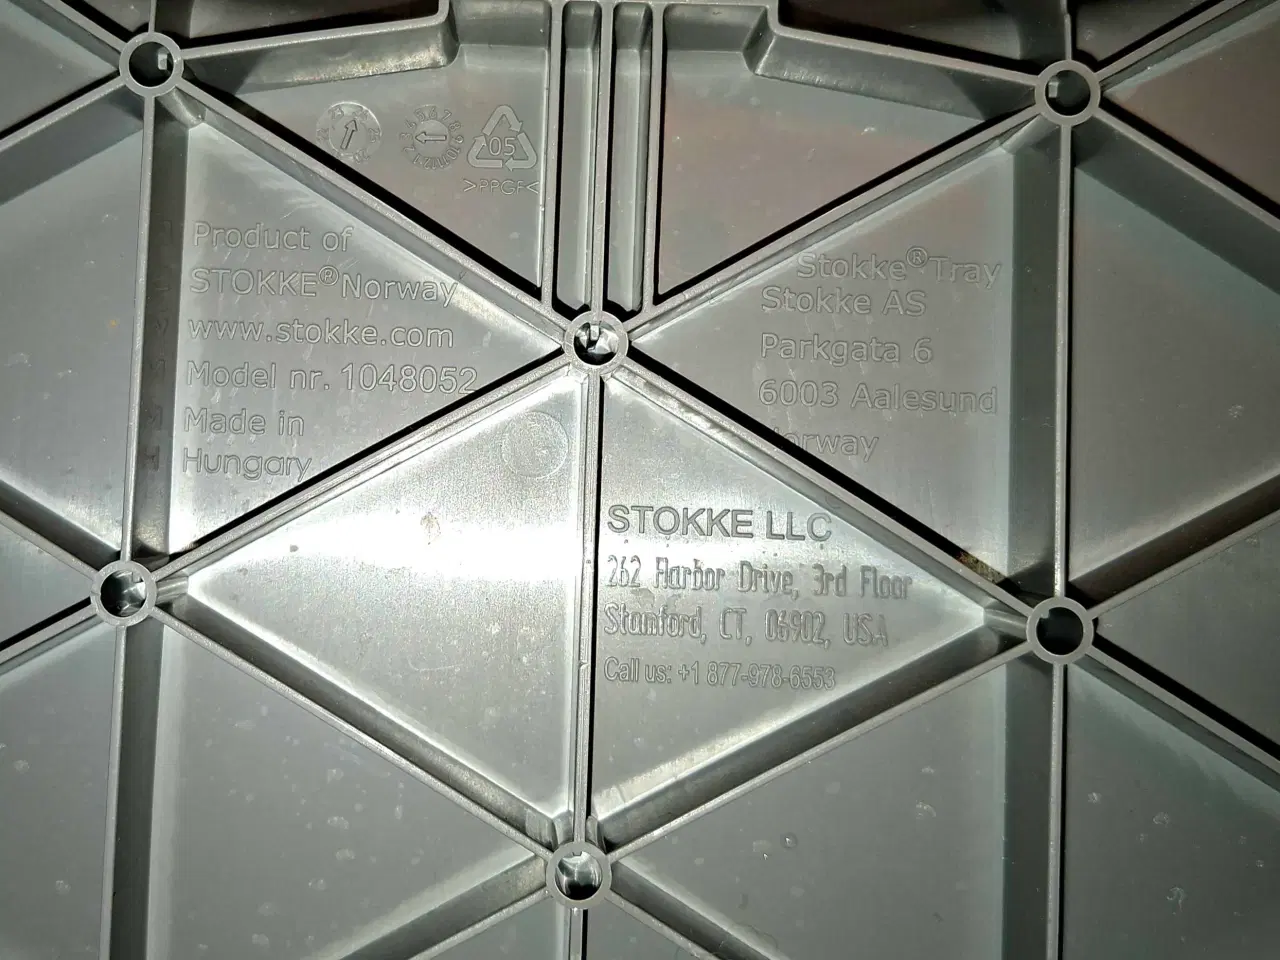 05
>PPGF<
Product of
STOKKE® Norway
www.stokke.com
Model nr. 1048052
Made in
Hungary
Stokke® Tray
Stokke AS
Parkgata 6
6003 Aalesund
Norway
STOKKE LLC
262 Harbor Drive, 3rd Floor
Stamford, CT, 06902, USA
Call us: +1 877-978-6553